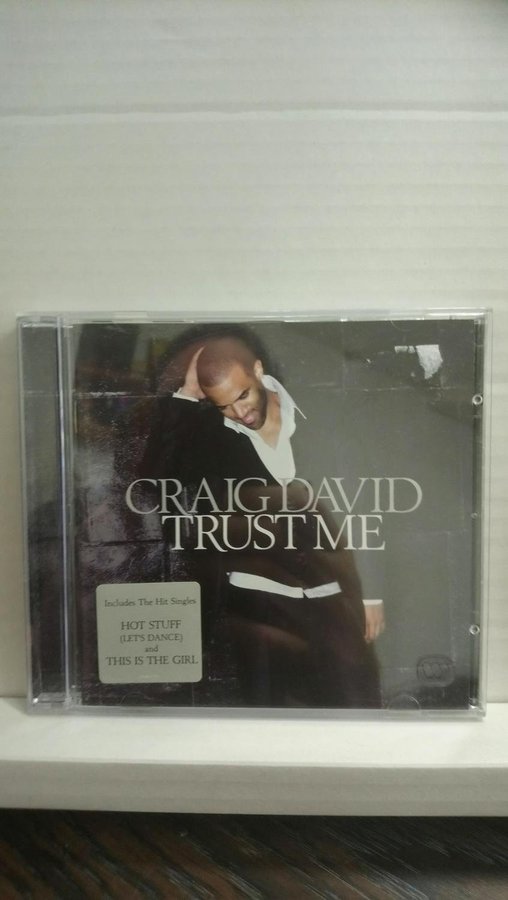 CRAIG DAVID
TRUST ME
Includes The Hit Singles
HOT STUFF
(LET'S DANCE)
and
THIS IS THE GIRL